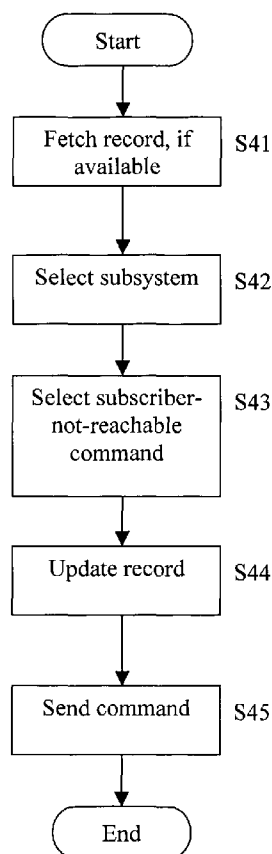 Start
Fetch record, if
available
S41
Select subsystem
S42
Select subscriber-
not-reachable
command
S43
Update record
S44
Send command
S45
End